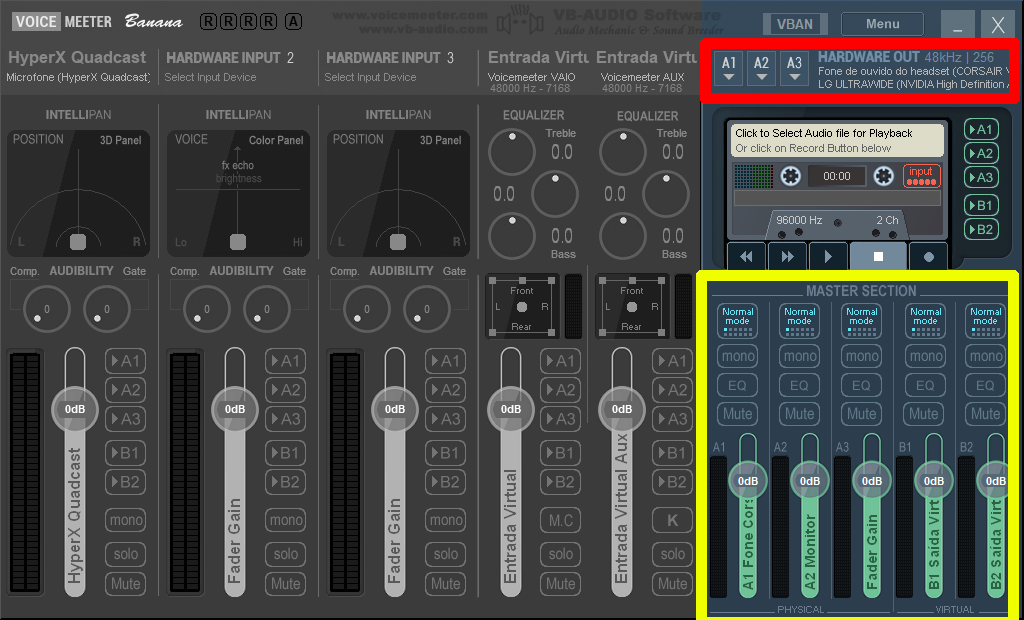 VOICE MEETER Banana
R R R R A
www.voicemeeter.com
www.vb-audio.com
VB-AUDIO Software
Audio Mechanic & Sound Breeder
VBAN
Menu
HyperX Quadcast
Microfone (HyperX Quadcast)
HARDWARE INPUT 2
Select Input Device
HARDWARE INPUT 3
Select Input Device
Entrada Virtu
Voicemeeter VAIO
48000 Hz - 7168
Entrada Virtu
Voicemeeter AUX
48000 Hz - 7168
A1 A2 A3
HARDWARE OUT 48kHz | 256
Fone de ouvido do headset (CORSAIR V
LG ULTRAWIDE (NVIDIA High Definition A
INTELLIPAN
POSITION 3D Panel
L R
INTELLIPAN
VOICE Color Panel
fx echo
brightness
Lo Hi
INTELLIPAN
POSITION 3D Panel
L R
EQUALIZER
Treble
0.0
0.0
0.0
Bass
EQUALIZER
Treble
0.0
0.0
0.0
Bass
Click to Select Audio file for Playback
Or click on Record Button below
00:00
input
96000 Hz 2 Ch
A1
A2
A3
B1
B2
Comp. AUDIBILITY Gate
0 0
Comp. AUDIBILITY Gate
0 0
Comp. AUDIBILITY Gate
0 0
Front
L R
Rear
Front
L R
Rear
0dB
HyperX Quadcast
A1
A2
A3
B1
B2
mono
solo
Mute
0dB
Fader Gain
A1
A2
A3
B1
B2
mono
solo
Mute
0dB
Fader Gain
A1
A2
A3
B1
B2
mono
solo
Mute
0dB
Entrada Virtual
A1
A2
A3
B1
B2
M.C
solo
Mute
0dB
Entrada Virtual Aux
A1
A2
A3
B1
B2
K
solo
Mute
MASTER SECTION
Normal mode
mono
EQ
Mute
A1
0dB
A1 Fone Cors
Normal mode
mono
EQ
Mute
A2
0dB
A2 Monitor
Normal mode
mono
EQ
Mute
A3
0dB
Fader Gain
Normal mode
mono
EQ
Mute
B1
0dB
B1 Saida Virt
Normal mode
mono
EQ
Mute
B2
0dB
B2 Saida Virt
PHYSICAL
VIRTUAL